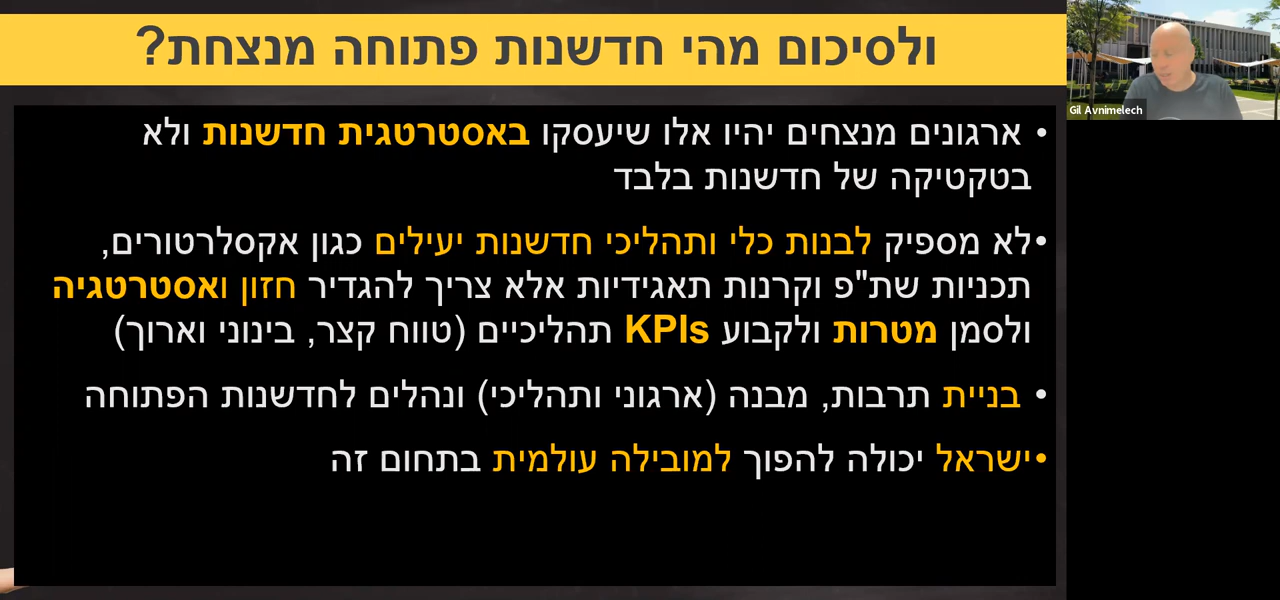 ולסיכום מהי חדשנות פתוחה מנצחת?
• ארגונים מנצחים יהיו אלו שיעסקו באסטרטגית חדשנות ולא
בטקטיקה של חדשנות בלבד
•לא מספיק לבנות כלי ותהליכי חדשנות יעילים כגון אקסלרטורים,
תכניות שת"פ וקרנות תאגידיות אלא צריך להגדיר חזון ואסטרטגיה
ולסמן מטרות ולקבוע KPIs תהליכיים (טווח קצר, בינוני וארוך)
• בניית תרבות, מבנה (ארגוני ותהליכי) ונהלים לחדשנות הפתוחה
•ישראל יכולה להפוך למובילה עולמית בתחום זה
Gil Avnimelech